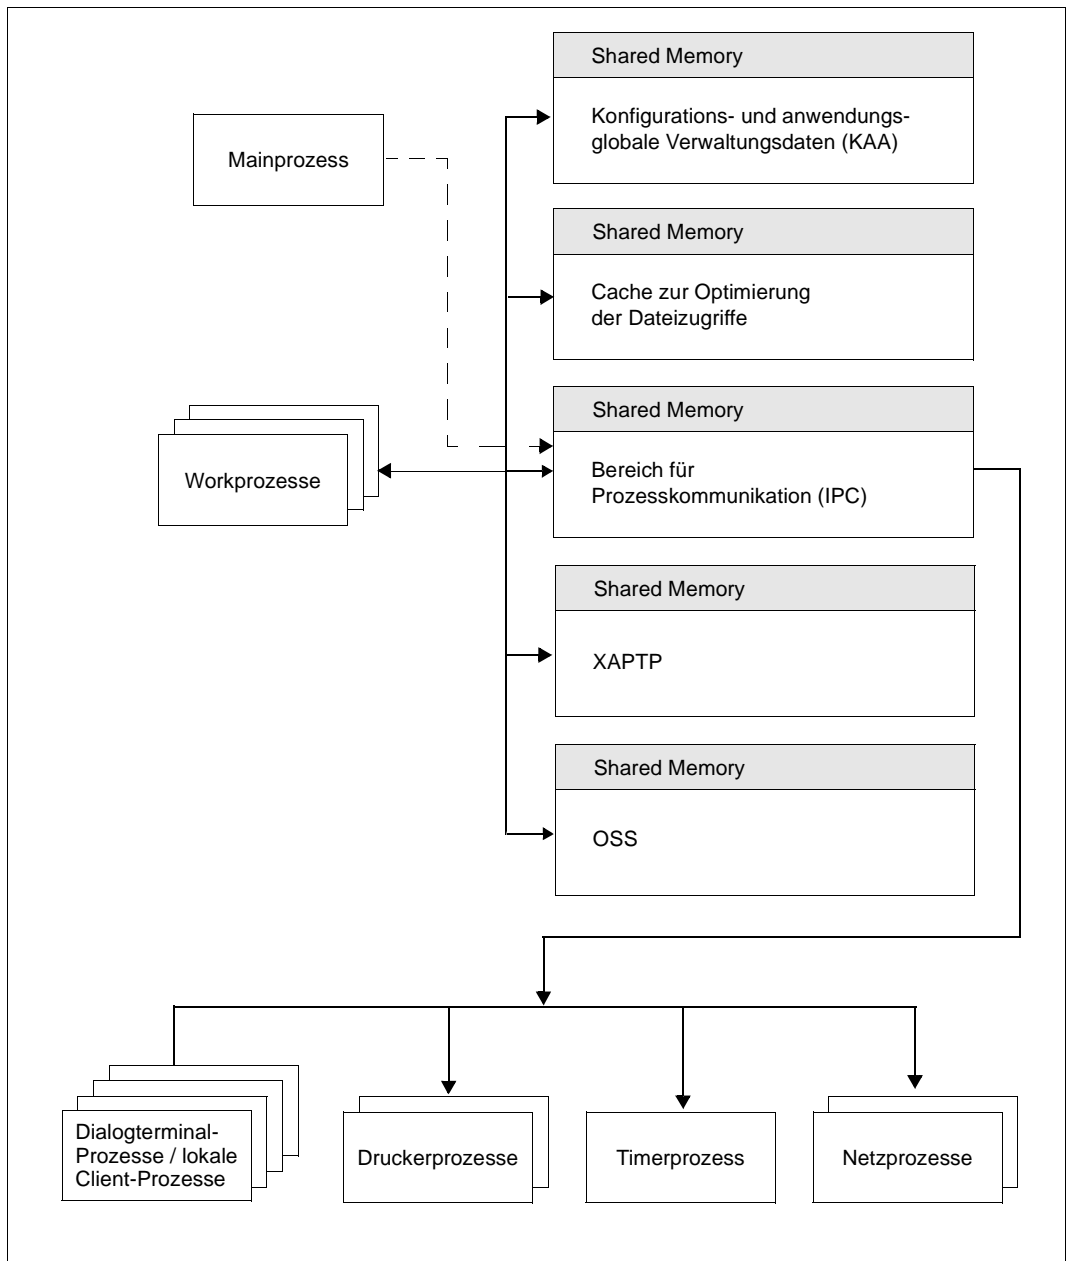 Shared Memory
Konfigurations- und anwendungs-
globale Verwaltungsdaten (KAA)
Mainprozess
Shared Memory
Cache zur Optimierung
der Dateizugriffe
Shared Memory
Bereich für
Prozesskommunikation (IPC)
Workprozesse
Shared Memory
XAPTP
Shared Memory
OSS
Dialogterminal-
Prozesse / lokale
Client-Prozesse
Druckerprozesse
Timerprozess
Netzprozesse